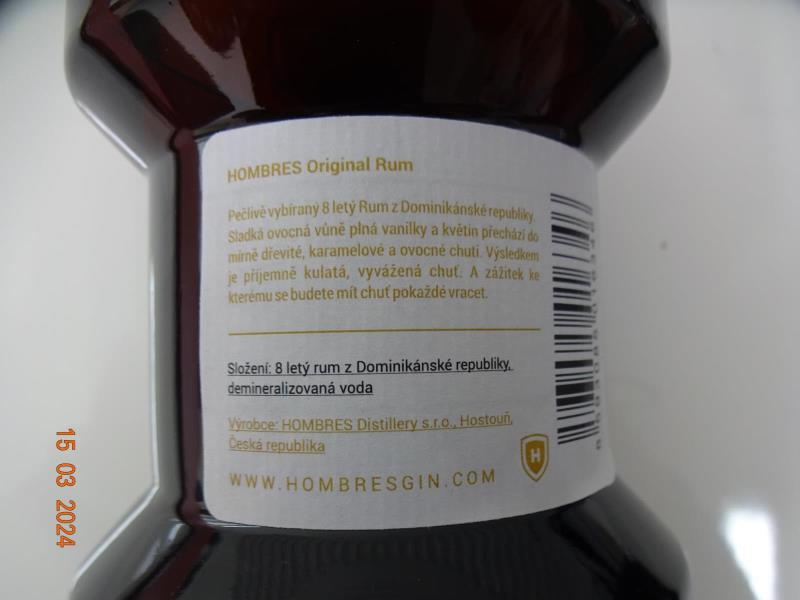 HOMBRES Original Rum
Pečlivě vybíraný 8 letý Rum z Dominikánské republiky.
Sladká ovocná vůně plná vanilky a květin přechází do
mírně dřevité, karamelové a ovocné chuti. Výsledkem
je příjemně kulatá, vyvážená chuť. A zážitek ke
kterému se budete mít chuť pokaždé vracet.
Složení: 8 letý rum z Dominikánské republiky,
demineralizovaná voda
Výrobce: HOMBRES Distillery s.r.o., Hostouň,
Česká republika
H
WWW.HOMBRESGIN.COM
15 03 2024